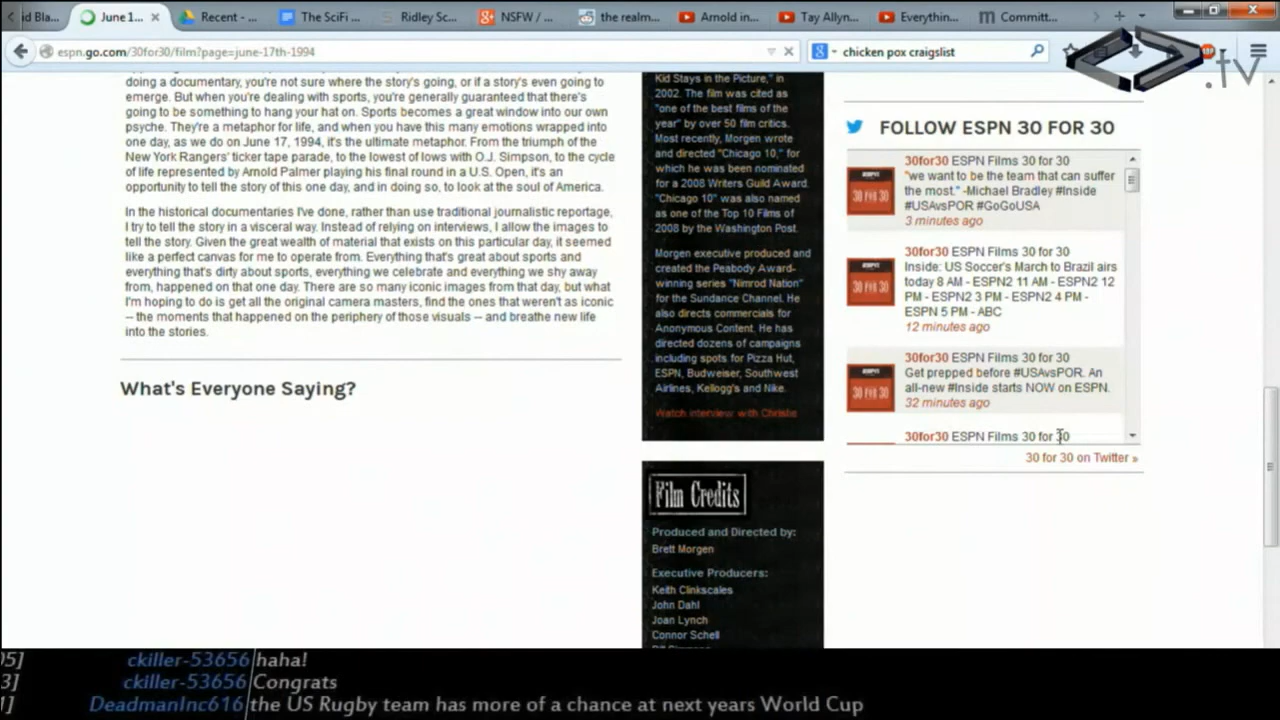 id Bla...
June 1...
Recent - ...
The SciFi ...
Ridley Sc...
NSFW / ...
the realm...
Arnold in...
Tay Allyn...
Everythin...
Committ...
espn.go.com/30for30/film?page=june-17th-1994
chicken pox craigslist
.tv
doing a documentary, you're not sure where the story's going, or if a story's even going to
emerge. But when you're dealing with sports, you're generally guaranteed that there's
going to be something to hang your hat on. Sports becomes a great window into our own
psyche. They're a metaphor for life, and when you have this many emotions wrapped into
one day, as we do on June 17, 1994, it's the ultimate metaphor. From the triumph of the
New York Rangers' ticker tape parade, to the lowest of lows with O.J. Simpson, to the cycle
of life represented by Arnold Palmer playing his final round in a U.S. Open, it's an
opportunity to tell the story of this one day, and in doing so, to look at the soul of America.
In the historical documentaries I've done, rather than use traditional journalistic reportage,
I try to tell the story in a visceral way. Instead of relying on interviews, I allow the images to
tell the story. Given the great wealth of material that exists on this particular day, it seemed
like a perfect canvas for me to operate from. Everything that's great about sports and
everything that's dirty about sports, everything we celebrate and everything we shy away
from, happened on that one day. There are so many iconic images from that day, but what
I'm hoping to do is get all the original camera masters, find the ones that weren't as iconic
-- the moments that happened on the periphery of those visuals -- and breathe new life
into the stories.
What's Everyone Saying?
Kid Stays in the Picture," in
2002. The film was cited as
"one of the best films of the
year" by over 50 film critics.
Most recently, Morgen wrote
and directed "Chicago 10," for
which he was been nominated
for a 2008 Writers Guild Award.
"Chicago 10" was also named
as one of the Top 10 Films of
2008 by the Washington Post.
Morgen executive produced and
created the Peabody Award-
winning series "Nimrod Nation"
for the Sundance Channel. He
also directs commercials for
Anonymous Content. He has
directed dozens of campaigns
including spots for Pizza Hut,
ESPN, Budweiser, Southwest
Airlines, Kellogg's and Nike.
Watch interview with Christie
Film Credits
Produced and Directed by:
Brett Morgen
Executive Producers:
Keith Clinkscales
John Dahl
Joan Lynch
Connor Schell
FOLLOW ESPN 30 FOR 30
30for30 ESPN Films 30 for 30
"we want to be the team that can suffer
the most." -Michael Bradley #Inside
#USAvsPOR #GoGoUSA
3 minutes ago
30 FOR 30
30for30 ESPN Films 30 for 30
Inside: US Soccer's March to Brazil airs
today 8 AM - ESPN2 11 AM - ESPN2 12
PM - ESPN2 3 PM - ESPN2 4 PM -
ESPN 5 PM - ABC
12 minutes ago
30 FOR 30
30for30 ESPN Films 30 for 30
Get prepped before #USAvsPOR. An
all-new #Inside starts NOW on ESPN.
32 minutes ago
30 FOR 30
30for30 ESPN Films 30 for 30
30 for 30 on Twitter »
05] ckiller-53656 haha!
3] ckiller-53656 Congrats
DeadmanInc616 the US Rugby team has more of a chance at next years World Cup